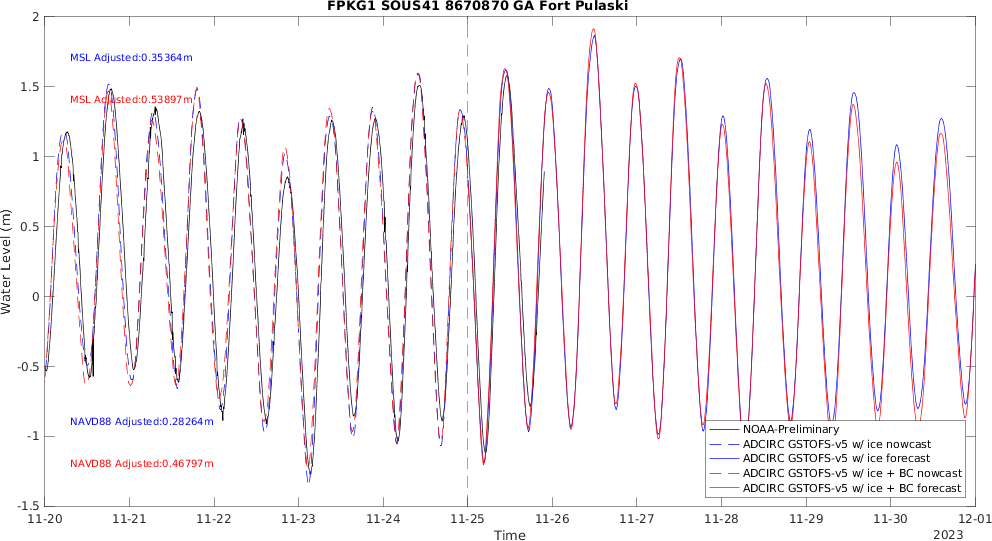 FPKG1 SOUS41 8670870 GA Fort Pulaski
2
1.5
1
0.5
0
-0.5
-1
-1.5
Water Level (m)
MSL Adjusted:0.35364m
MSL Adjusted:0.53897m
NAVD88 Adjusted:0.28264m
NAVD88 Adjusted:0.46797m
NOAA-Preliminary
ADCIRC GSTOFS-v5 w/ ice nowcast
ADCIRC GSTOFS-v5 w/ ice forecast
ADCIRC GSTOFS-v5 w/ ice + BC nowcast
ADCIRC GSTOFS-v5 w/ ice + BC forecast
11-20 11-21 11-22 11-23 11-24 11-25 11-26 11-27 11-28 11-29 11-30 12-01
Time
2023